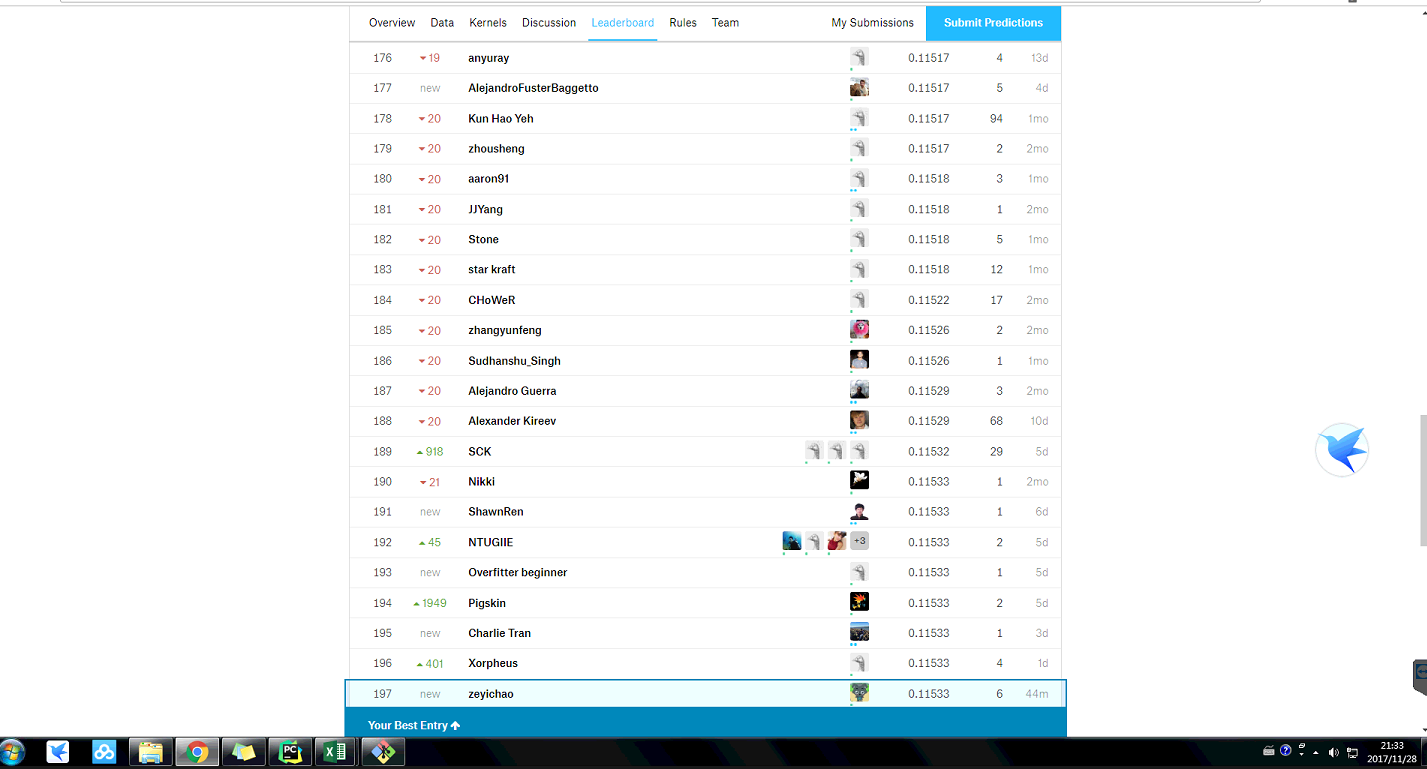 Overview Data Kernels Discussion Leaderboard Rules Team My Submissions Submit Predictions
176 19 anyuray 0.11517 4 13d
177 new AlejandroFusterBaggetto 0.11517 5 4d
178 20 Kun Hao Yeh 0.11517 94 1mo
179 20 zhousheng 0.11517 2 2mo
180 20 aaron91 0.11518 3 1mo
181 20 JJYang 0.11518 1 2mo
182 20 Stone 0.11518 5 1mo
183 20 star kraft 0.11518 12 1mo
184 20 CHoWeR 0.11522 17 2mo
185 20 zhangyunfeng 0.11526 2 2mo
186 20 Sudhanshu_Singh 0.11526 1 1mo
187 20 Alejandro Guerra 0.11529 3 2mo
188 20 Alexander Kireev 0.11529 68 10d
189 918 SCK 0.11532 29 5d
190 21 Nikki 0.11533 1 2mo
191 new ShawnRen 0.11533 1 6d
192 45 NTUGIIE +3 0.11533 2 5d
193 new Overfitter beginner 0.11533 1 5d
194 1949 Pigskin 0.11533 2 5d
195 new Charlie Tran 0.11533 1 3d
196 401 Xorpheus 0.11533 4 1d
197 new zeyichao 0.11533 6 44m
Your Best Entry
PC
21:33
2017/11/28